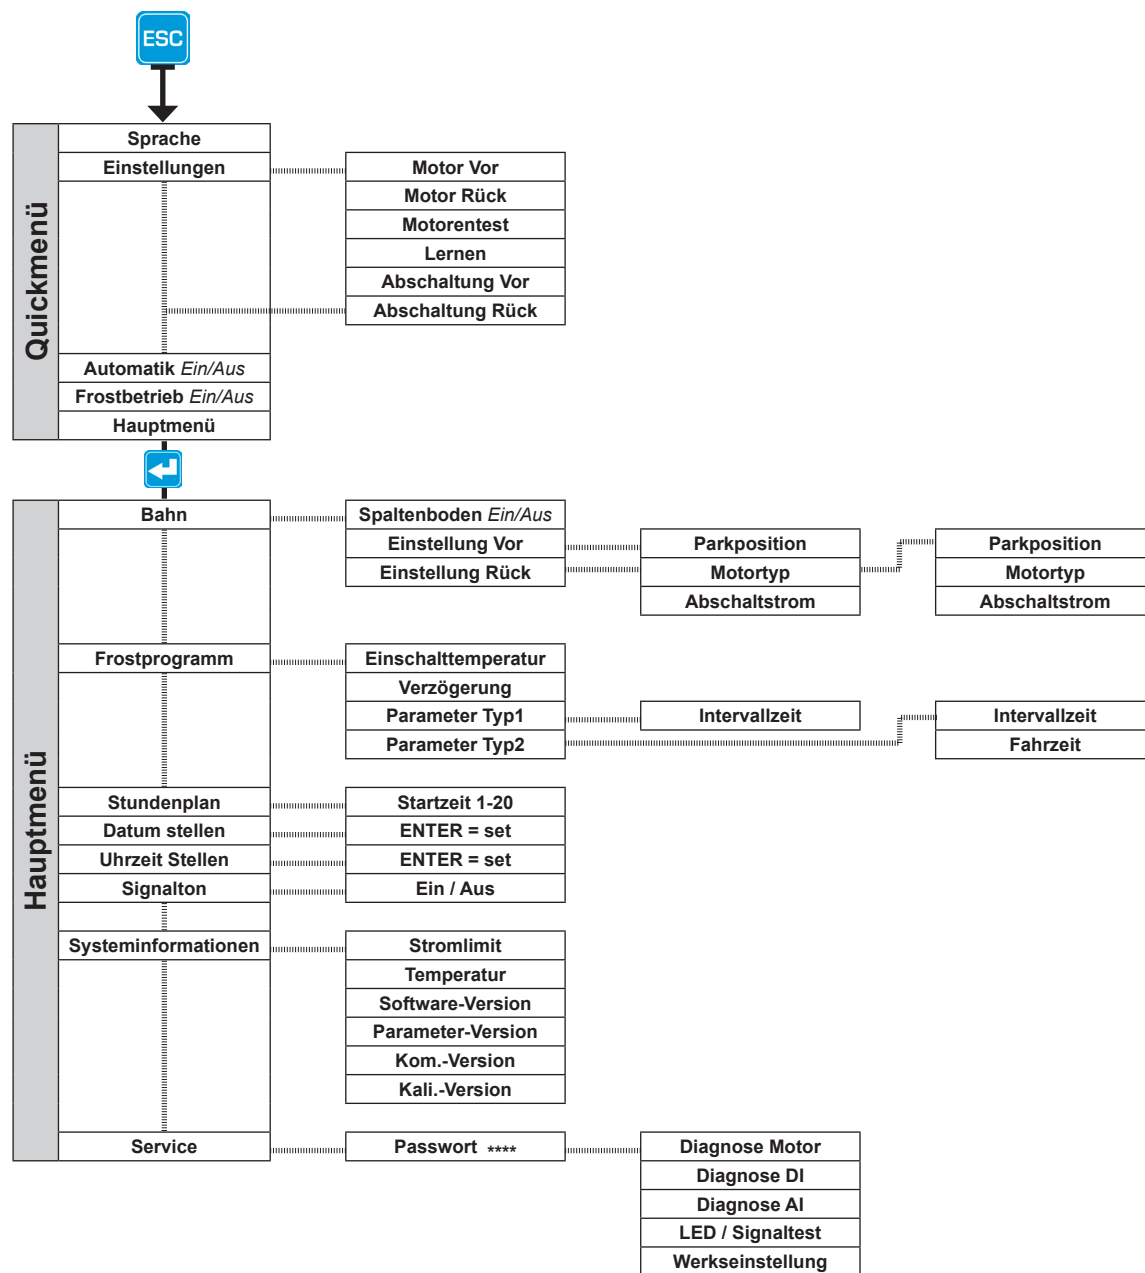 ESC
Quickmenü
Sprache
Einstellungen
Motor Vor
Motor Rück
Motorentest
Lernen
Abschaltung Vor
Abschaltung Rück
Automatik Ein/Aus
Frostbetrieb Ein/Aus
Hauptmenü
Hauptmenü
Bahn
Spaltenboden Ein/Aus
Einstellung Vor
Einstellung Rück
Parkposition
Motortyp
Abschaltstrom
Parkposition
Motortyp
Abschaltstrom
Frostprogramm
Einschalttemperatur
Verzögerung
Parameter Typ1
Parameter Typ2
Intervallzeit
Intervallzeit
Fahrzeit
Stundenplan
Startzeit 1-20
Datum stellen
ENTER = set
Uhrzeit Stellen
ENTER = set
Signalton
Ein / Aus
Systeminformationen
Stromlimit
Temperatur
Software-Version
Parameter-Version
Kom.-Version
Kali.-Version
Service
Passwort ****
Diagnose Motor
Diagnose DI
Diagnose AI
LED / Signaltest
Werkseinstellung